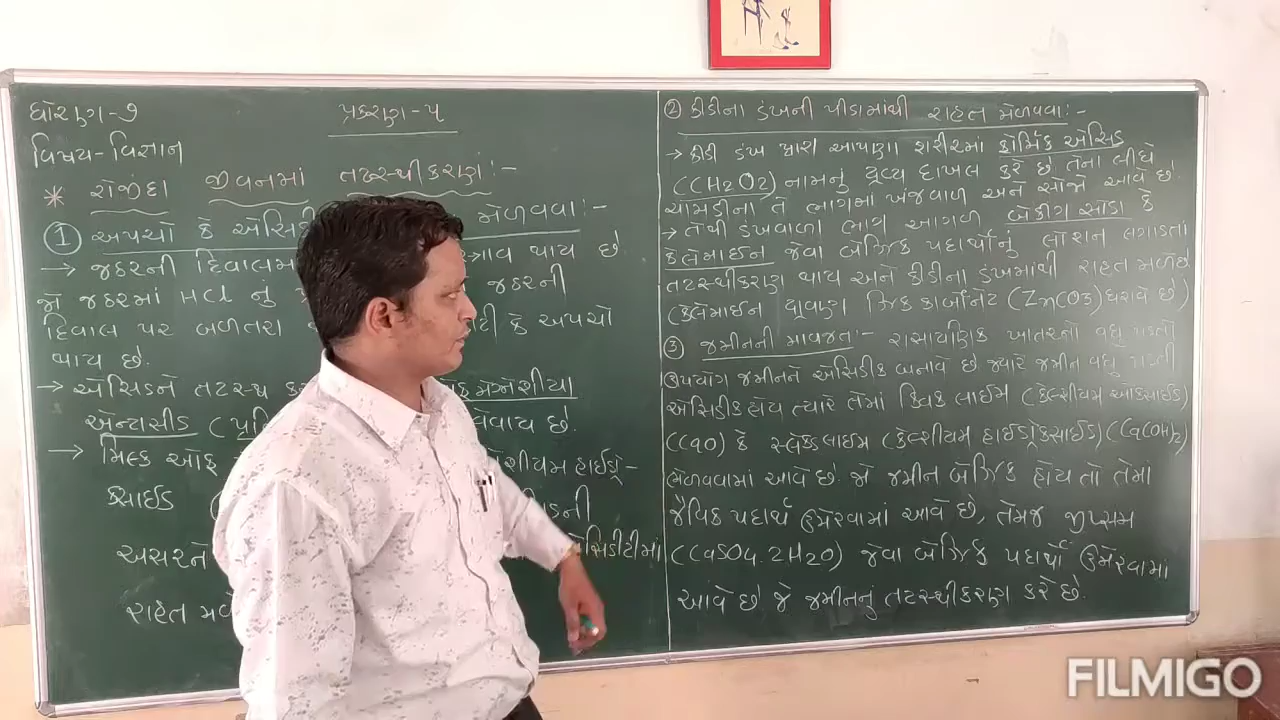 ધોરણ-૭
પ્રકરણ-૫
વિષય-વિજ્ઞાન
* રોજીંદા જીવનમાં તટસ્થીકરણ:-
① અપચો કે એસિડી મેળવવા:-
→ જઠરની દિવાલમાં સ્ત્રાવ થાય છે.
જો જઠરમાં HCl નું જઠરની
દિવાલ પર બળતરા કે અપચો
થાય છે.
→ એસિડને તટસ્થ કર ઓફ મેગ્નેશીયા
એન્ટાસીડ લેવાય છે.
→ મિલ્ક ઓફ મેગ્નેશીયમ હાઈડ્રો-
ક્સાઈડ
અસરને એસિડીટીમાં
રાહત મળે
② કીડીના ડંખની પીડામાંથી રાહત મેળવવા:-
→ કીડી ડંખ દ્વારા આપણા શરીરમાં ફોર્મિક એસિડ
(CH2O2) નામનું દ્રવ્ય દાખલ કરે છે તેના લીધે
ચામડીના તે ભાગમાં ખંજવાળ અને સોજો આવે છે.
→ તેથી ડંખવાળા ભાગ આગળ બેકીંગ સોડા કે
કેલેમાઈન જેવા બેઝિક પદાર્થોનું લોશન લગાડતા
તટસ્થીકરણ થાય અને કીડીના ડંખમાંથી રાહત મળેછે
(કેલેમાઈન દ્રાવણ ઝિંક કાર્બોનેટ (ZnCO3) ધરાવે છે)
③ જમીનની માવજત:- રાસાયણિક ખાતરનો વધુ પડતો
ઉપયોગ જમીનને એસિડીક બનાવે છે જ્યારે જમીન વધુ પડતી
એસિડીક હોય ત્યારે તેમાં ક્વિક લાઈમ (કેલ્શીયમ ઓક્સાઈડ)
(CaO) કે સ્લેક્ડ લાઈમ (કેલ્શીયમ હાઈડ્રોક્સાઈડ) (Ca(OH)2)
ભેળવવામાં આવે છે. જો જમીન બેઝિક હોય તો તેમાં
જૈવિક પદાર્થ ઉમેરવામાં આવે છે, તેમજ જીપ્સમ
(CaSO4.2H2O) જેવા બેઝિક પદાર્થો ઉમેરવામાં
આવે છે જે જમીનનું તટસ્થીકરણ કરે છે.
FILMIGO